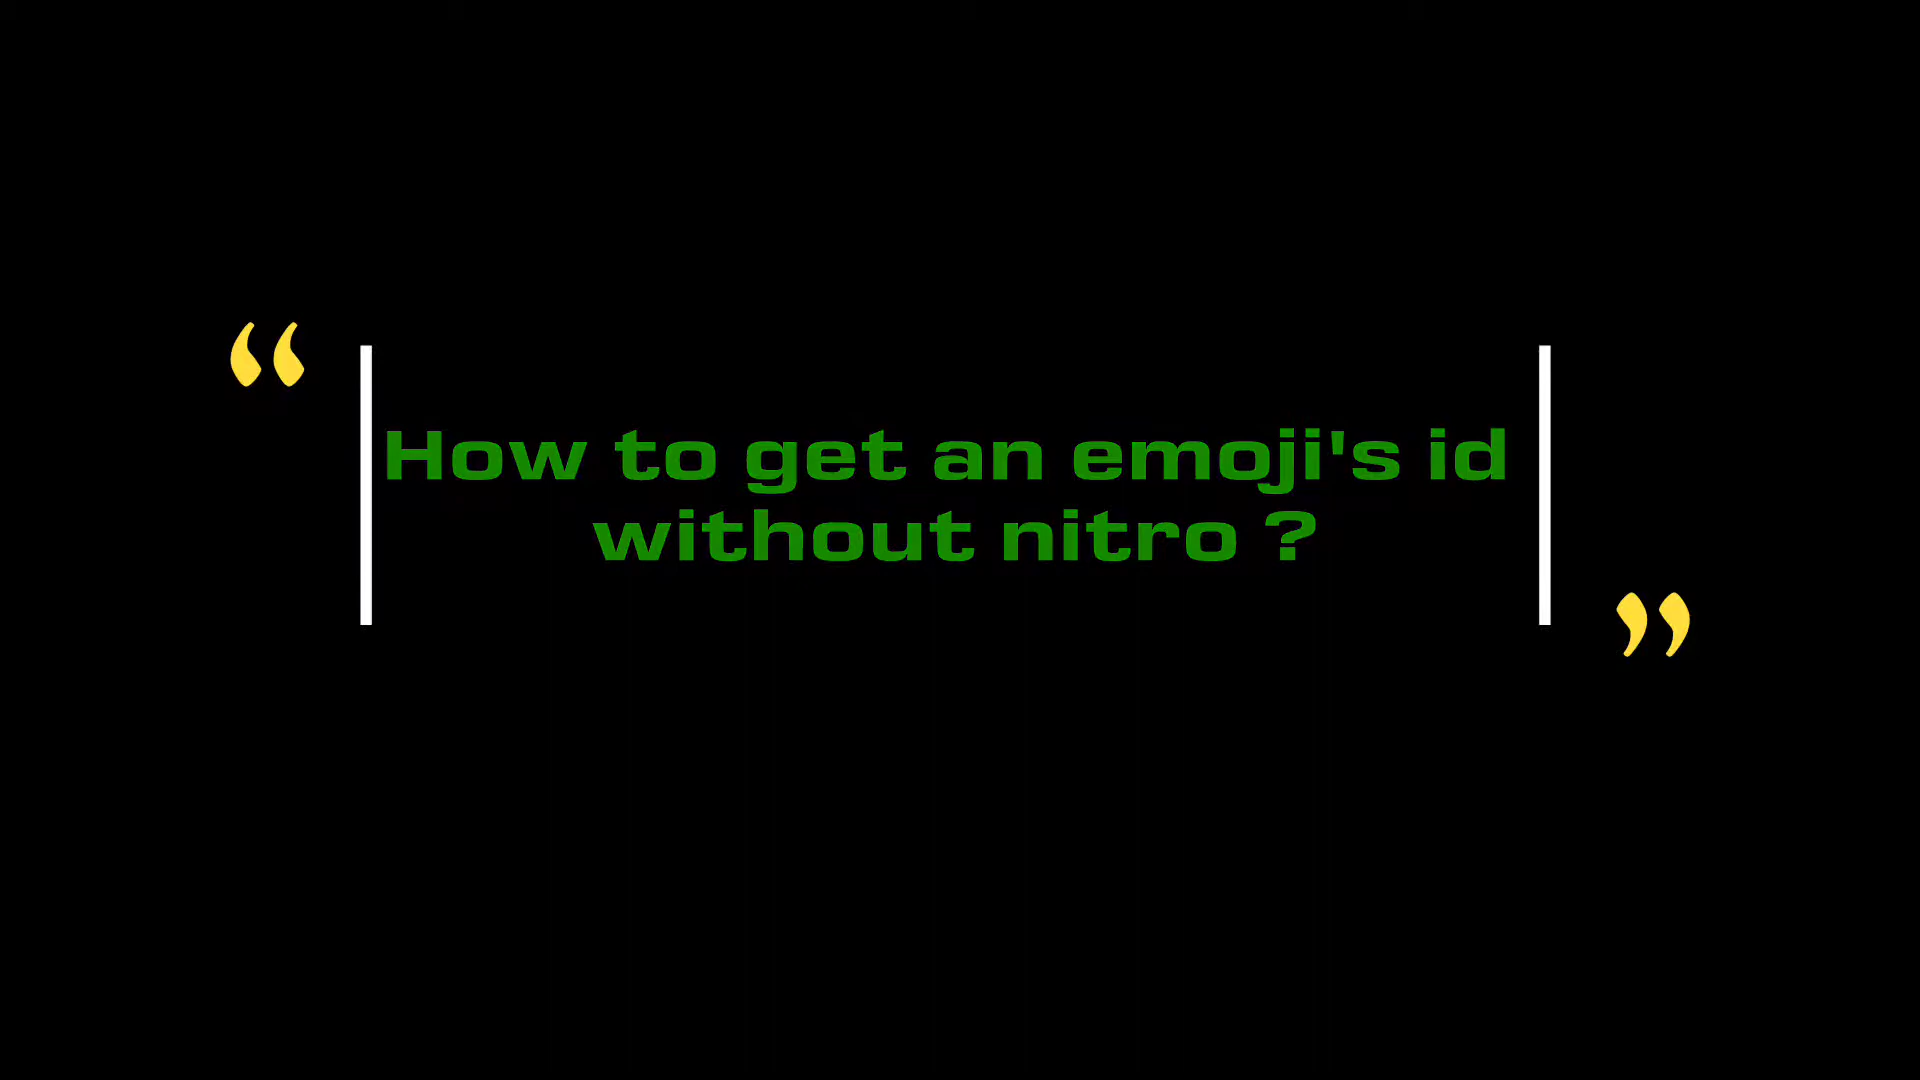 “
How to get an emoji's id
without nitro ?
”